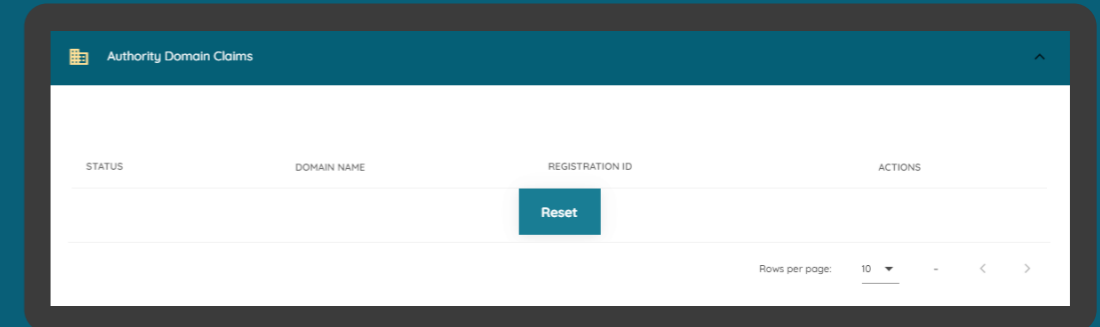 Authority Domain Claims
STATUS DOMAIN NAME REGISTRATION ID ACTIONS
Reset
Rows per page: 10 -